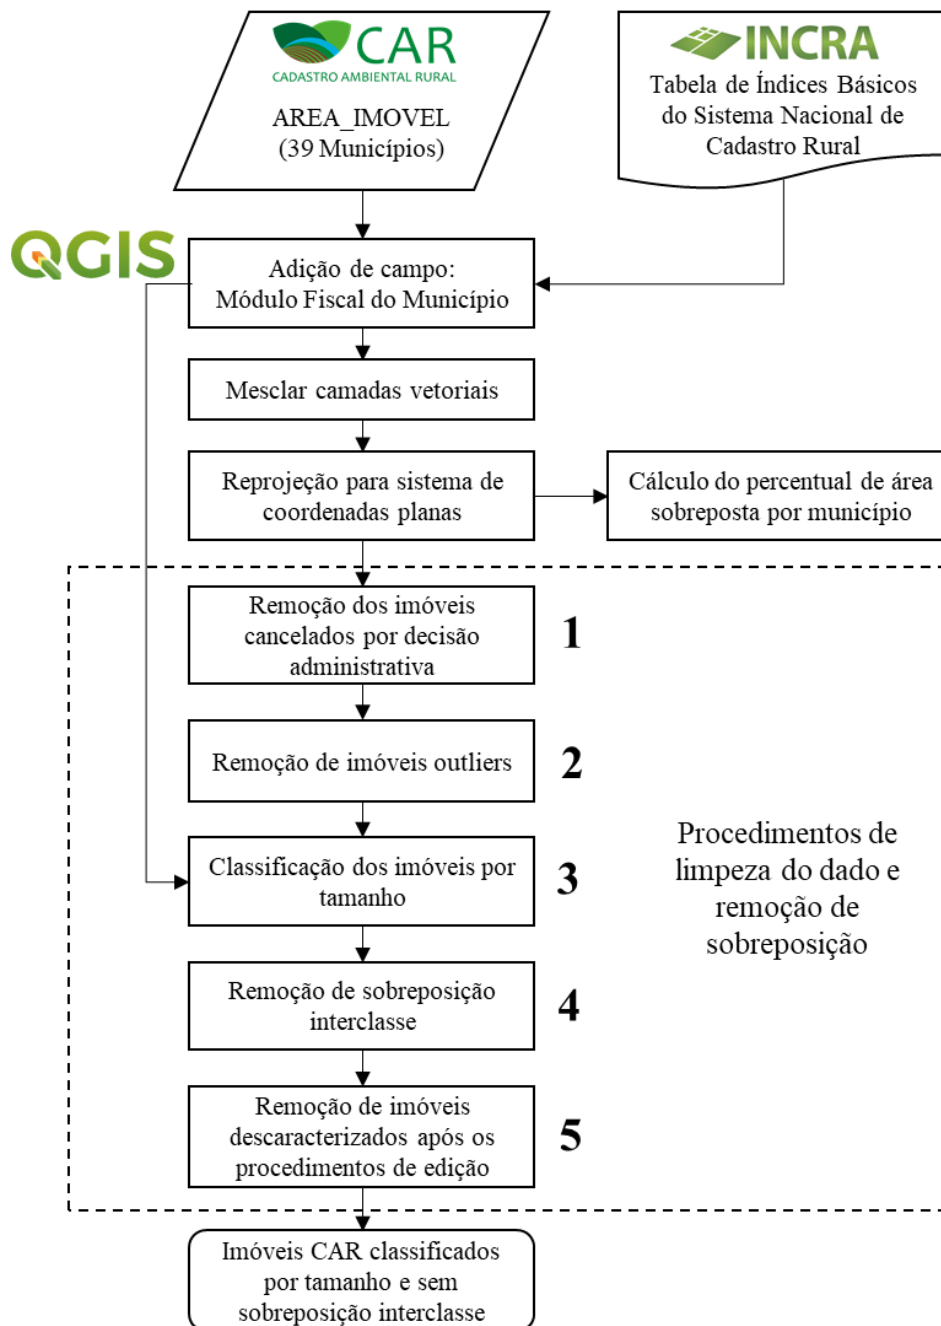 CAR
CADASTRO AMBIENTAL RURAL
AREA_IMOVEL
(39 Municípios)
INCRA
Tabela de Índices Básicos
do Sistema Nacional de
Cadastro Rural
QGIS
Adição de campo:
Módulo Fiscal do Município
Mesclar camadas vetoriais
Reprojeção para sistema de
coordenadas planas
Cálculo do percentual de área
sobreposta por município
Remoção dos imóveis
cancelados por decisão
administrativa
1
Remoção de imóveis outliers
2
Classificação dos imóveis por
tamanho
3
Remoção de sobreposição
interclasse
4
Remoção de imóveis
descaracterizados após os
procedimentos de edição
5
Procedimentos de
limpeza do dado e
remoção de
sobreposição
Imóveis CAR classificados
por tamanho e sem
sobreposição interclasse